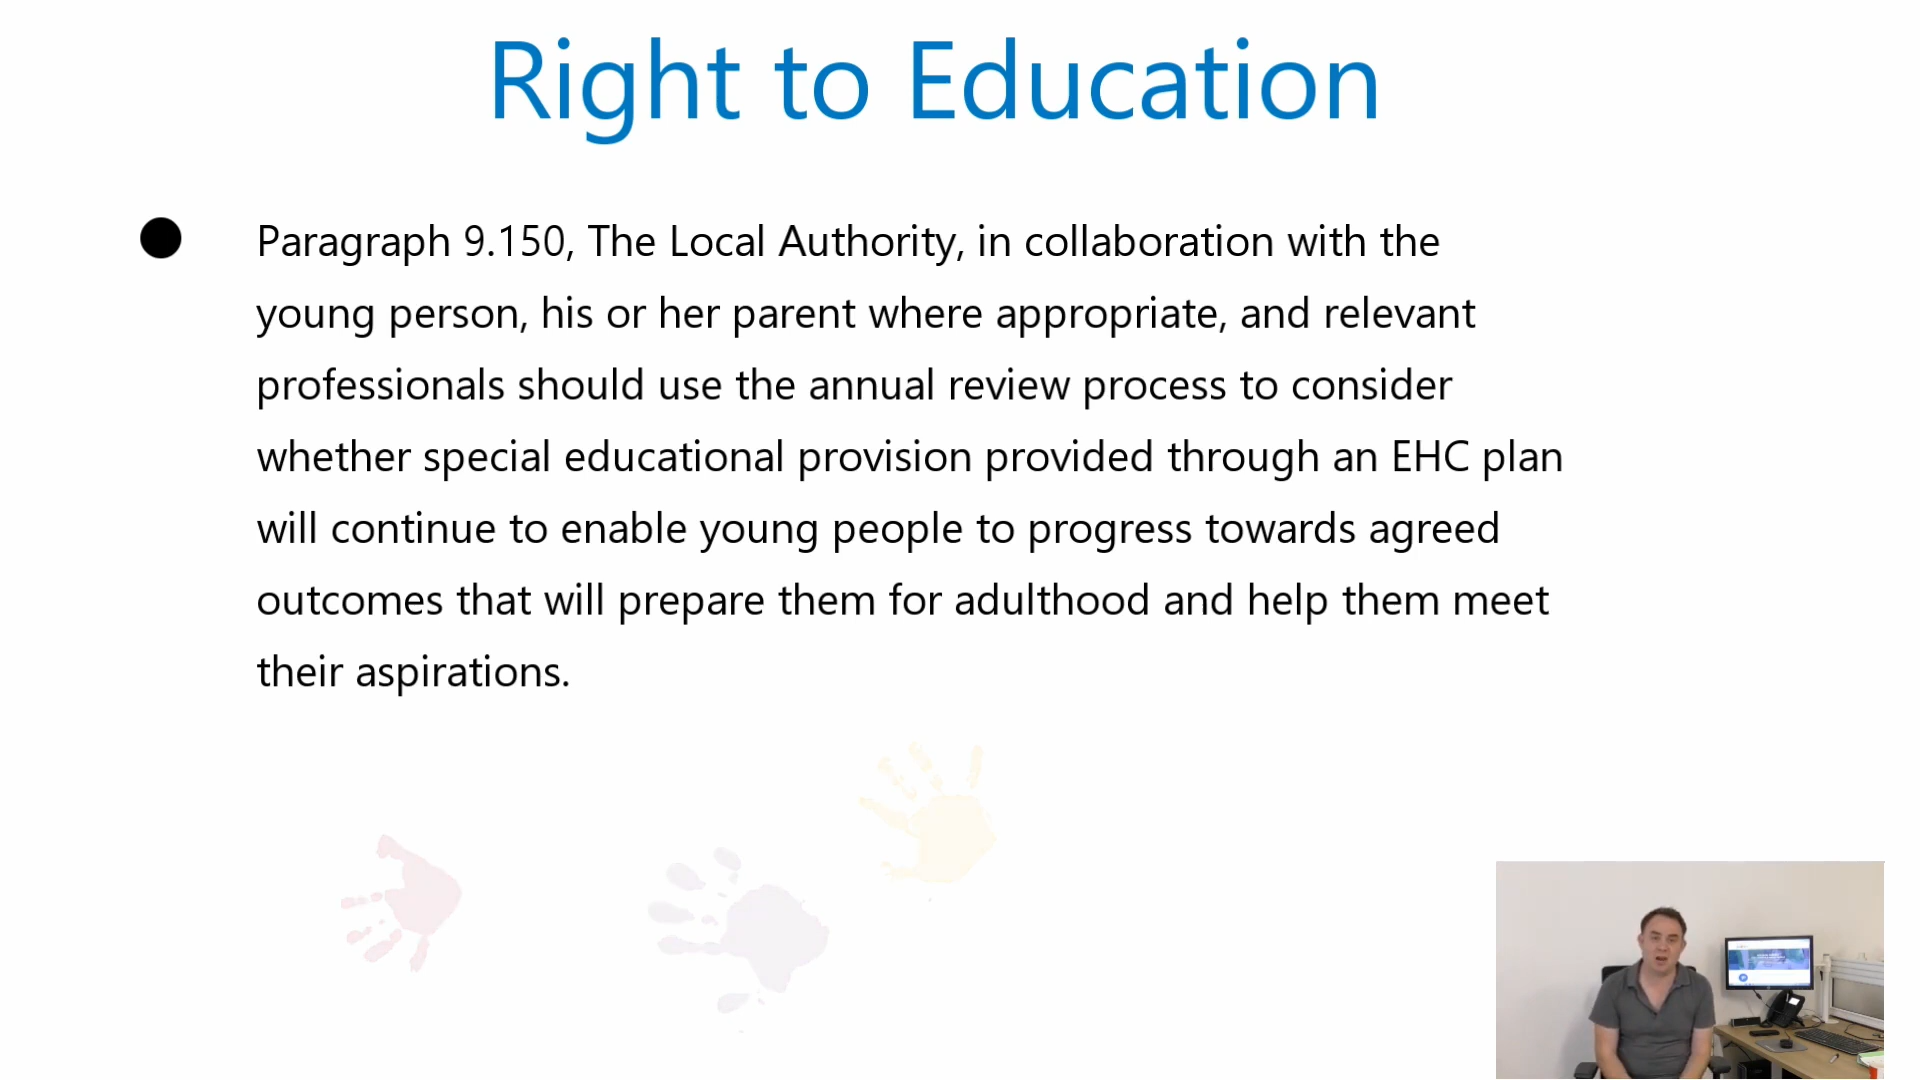 Right to Education
Paragraph 9.150, The Local Authority, in collaboration with the
young person, his or her parent where appropriate, and relevant
professionals should use the annual review process to consider
whether special educational provision provided through an EHC plan
will continue to enable young people to progress towards agreed
outcomes that will prepare them for adulthood and help them meet
their aspirations.